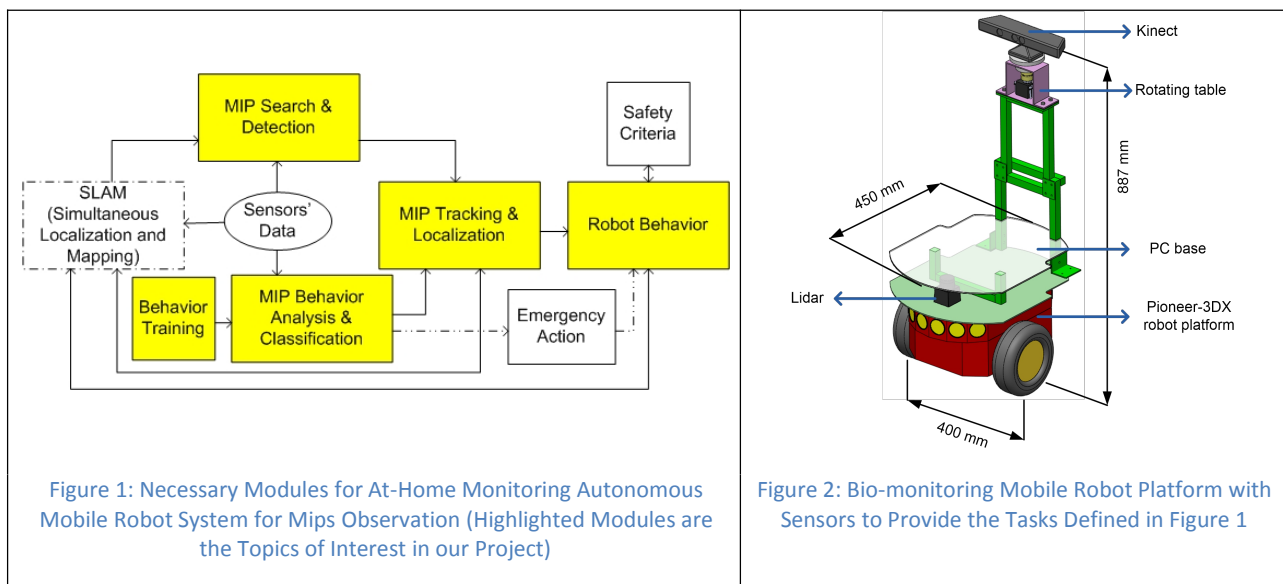 MIP Search &
Detection
Safety
Criteria
SLAM
(Simultaneous
Localization and
Mapping)
Sensors’
Data
MIP Tracking &
Localization
Robot Behavior
Behavior
Training
MIP Behavior
Analysis &
Classification
Emergency
Action
Figure 1: Necessary Modules for At-Home Monitoring Autonomous
Mobile Robot System for Mips Observation (Highlighted Modules are
the Topics of Interest in our Project)
Kinect
Rotating table
887 mm
450 mm
PC base
Lidar
Pioneer-3DX
robot platform
400 mm
Figure 2: Bio-monitoring Mobile Robot Platform with
Sensors to Provide the Tasks Defined in Figure 1